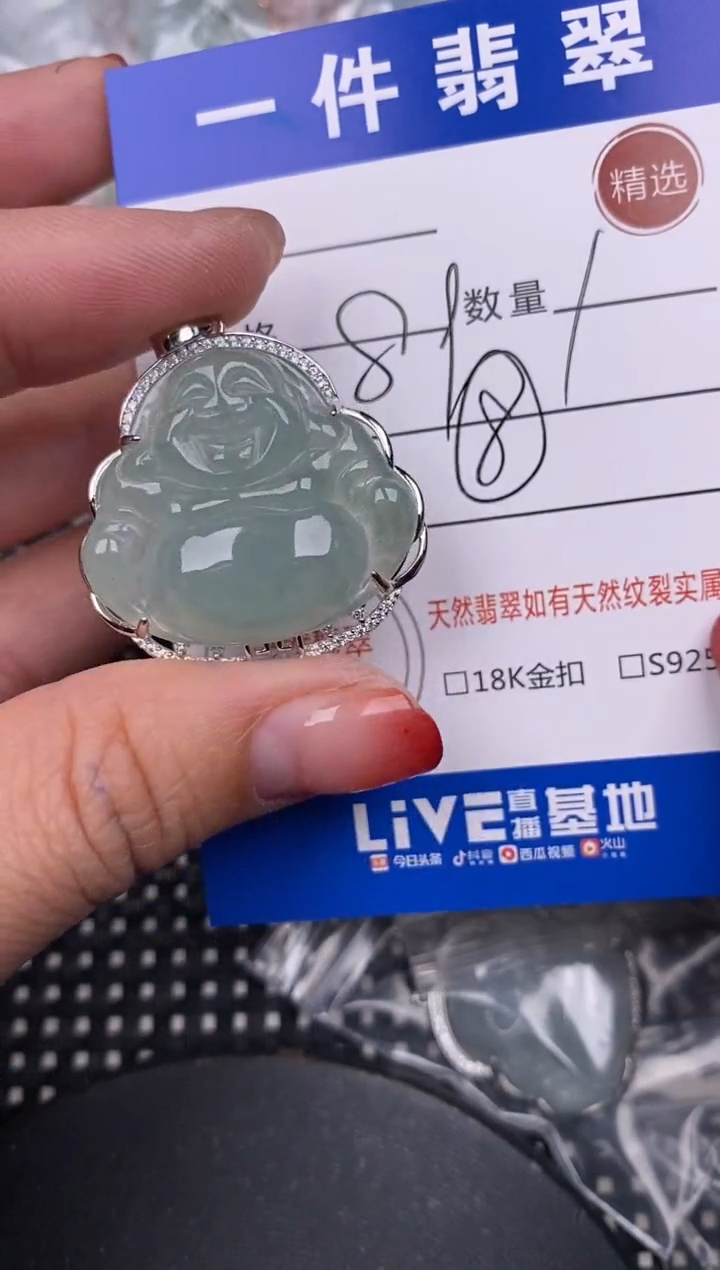 一件翡翠
精选
格 8 数量 1
8
天然翡翠如有天然纹裂实属
□18K金扣 □S925
LiVE直播基地
今日头条 抖音 西瓜视频 火山